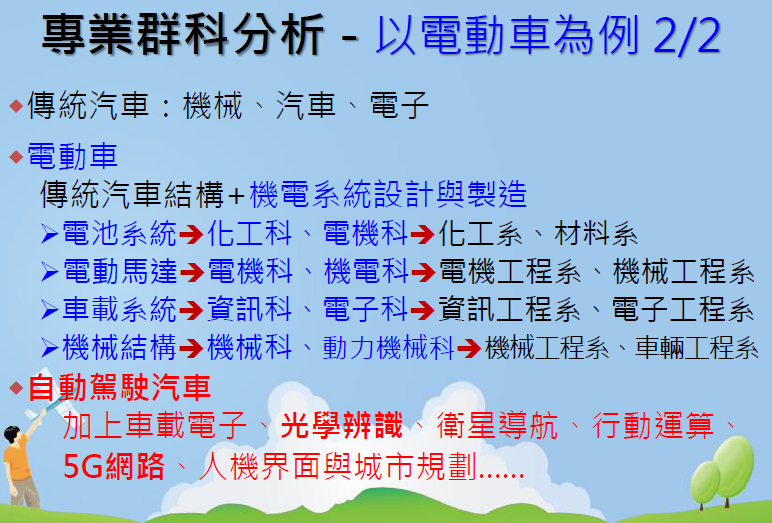 專業群科分析 - 以電動車為例 2/2
◆傳統汽車：機械、汽車、電子
◆電動車
傳統汽車結構+機電系統設計與製造
➢電池系統➔化工科、電機科➔化工系、材料系
➢電動馬達➔電機科、機電科➔電機工程系、機械工程系
➢車載系統➔資訊科、電子科➔資訊工程系、電子工程系
➢機械結構➔機械科、動力機械科➔機械工程系、車輛工程系
◆自動駕駛汽車
加上車載電子、光學辨識、衛星導航、行動運算、
5G網路、人機界面與城市規劃......